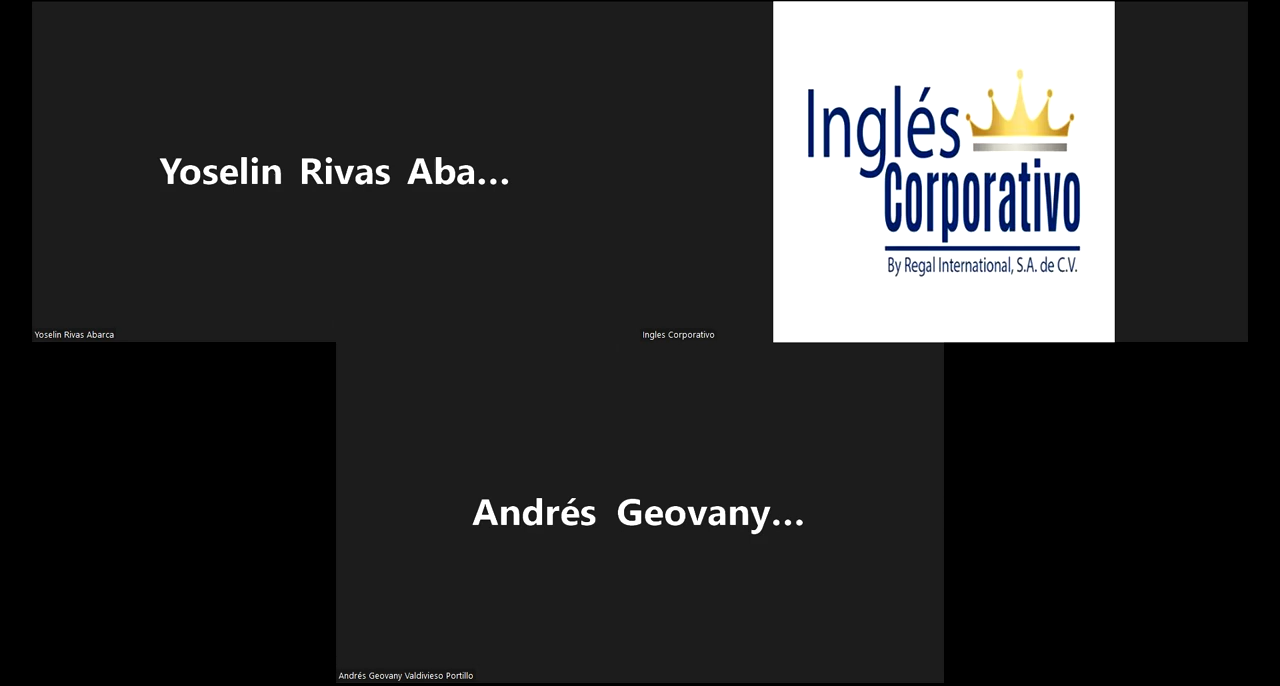 Yoselin Rivas Aba...
Yoselin Rivas Abarca
Inglés
Corporativo
By Regal International, S.A. de C.V.
Ingles Corporativo
Andrés Geovany...
Andrés Geovany Valdivieso Portillo